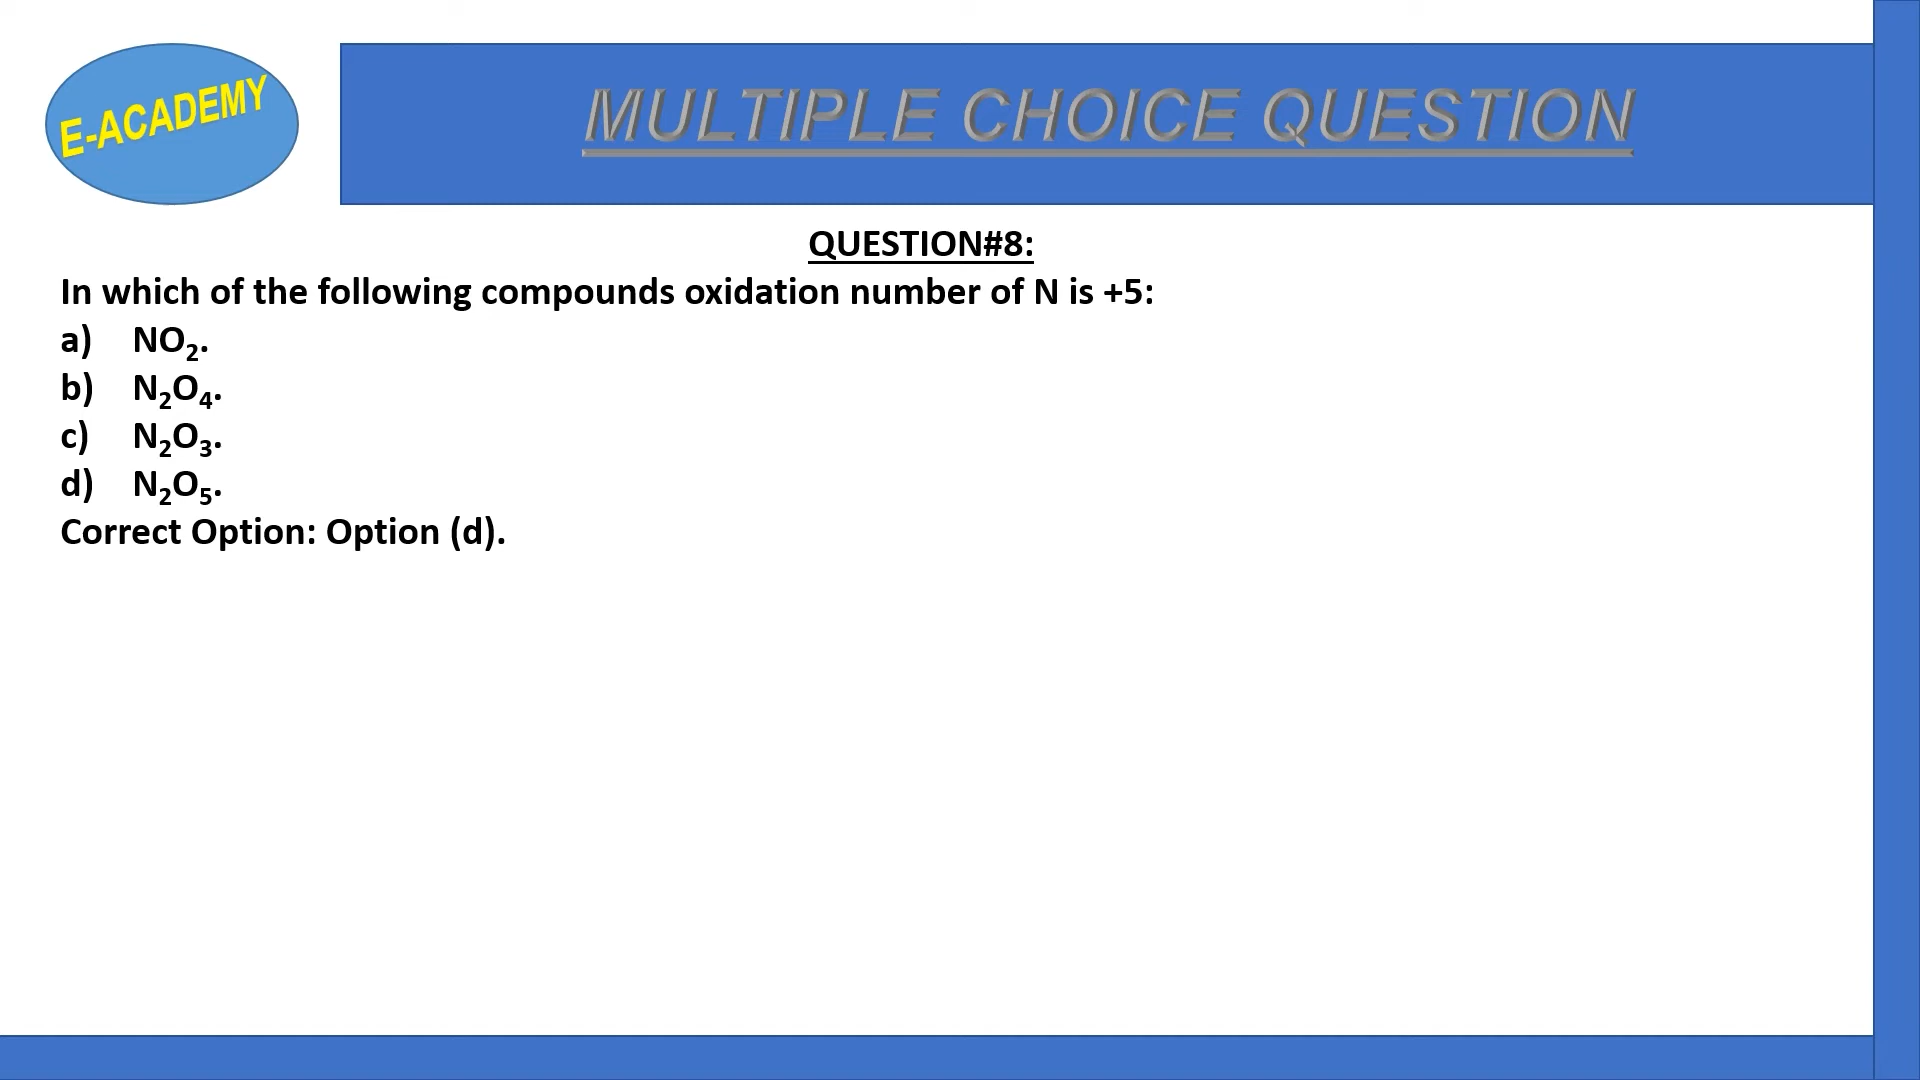 E-ACADEMY
MULTIPLE CHOICE QUESTION
QUESTION#8:
In which of the following compounds oxidation number of N is +5:
a) NO₂.
b) N₂O₄.
c) N₂O₃.
d) N₂O₅.
Correct Option: Option (d).